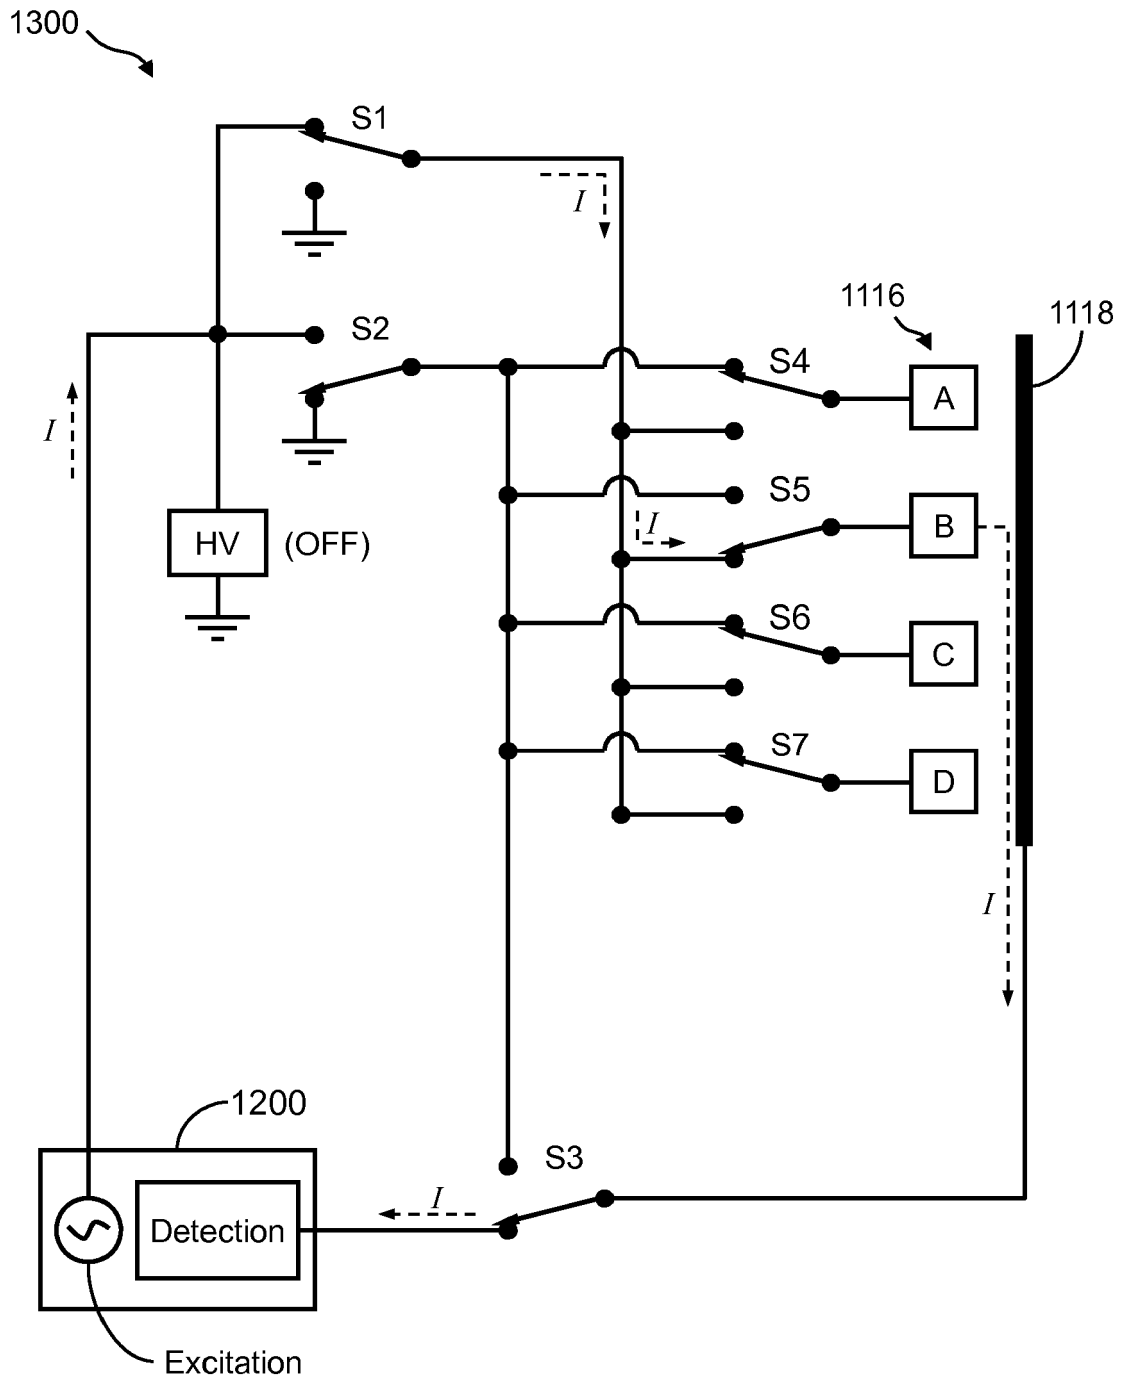 1300
S1
I
S2
1116
1118
S4
A
I
HV
(OFF)
S5
I
B
S6
C
S7
D
I
1200
S3
I
Detection
Excitation